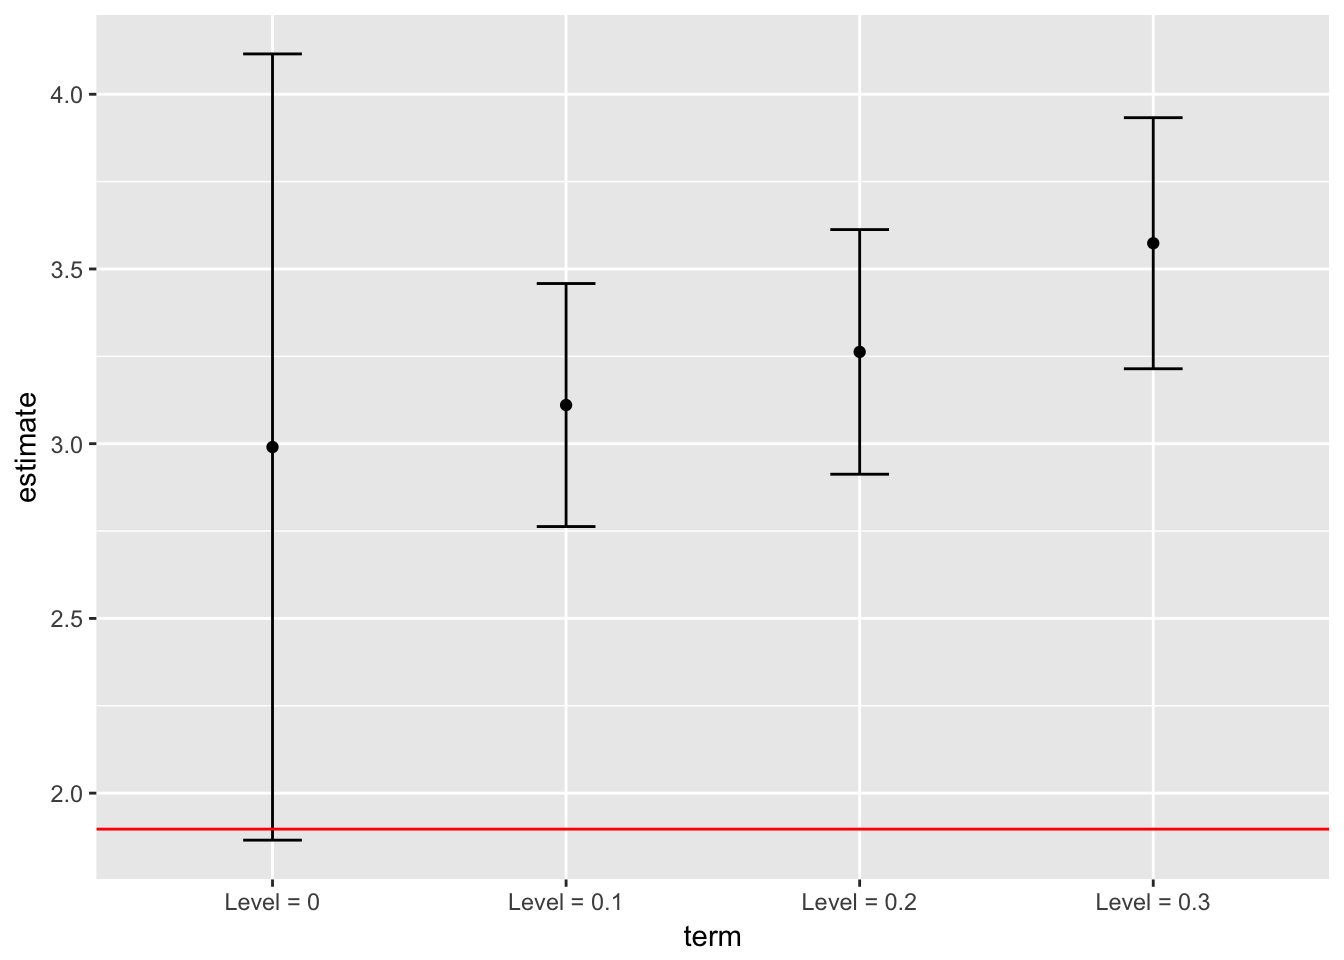 4.0
3.5
3.0
2.5
2.0
estimate
Level = 0 Level = 0.1 Level = 0.2 Level = 0.3
term